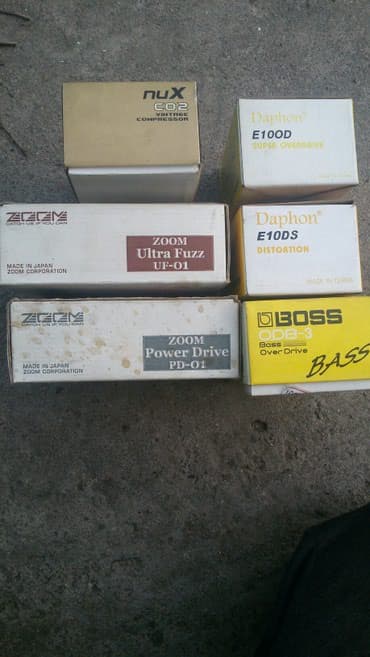 nuX
CO2
VINTAGE
COMPRESSOR
Daphon®
E10OD
SUPER OVERDRIVE
ZOOM
CATCH US IF YOU CAN
ZOOM
Ultra Fuzz
UF-01
MADE IN JAPAN
ZOOM CORPORATION
Daphon®
E10DS
DISTORTION
MADE IN CHINA
ZOOM
CATCH US IF YOU CAN
ZOOM
Power Drive
PD-01
MADE IN JAPAN
ZOOM CORPORATION
BOSS
ODB-3
Bass
OverDrive
BASS